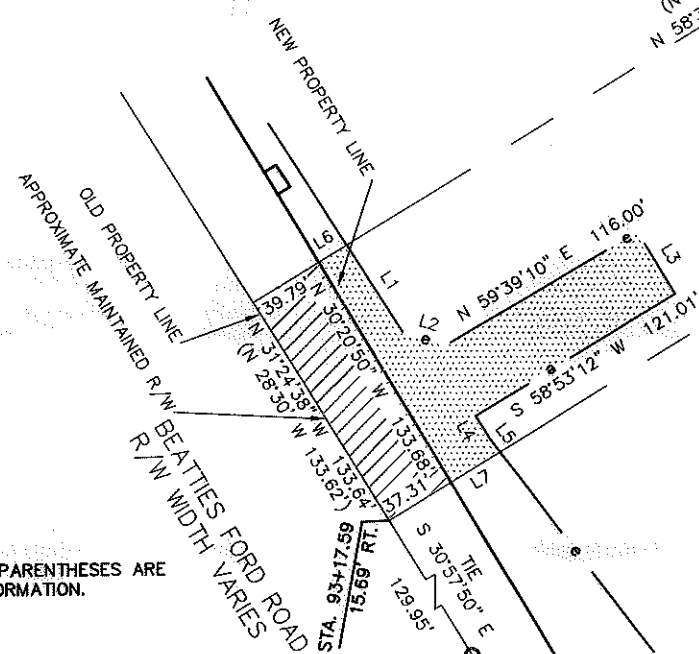 (N
N 58°
NEW PROPERTY LINE
OLD PROPERTY LINE
APPROXIMATE MAINTAINED R/W
L6
L1
L2
N 59°39'10" E 116.00'
L3
39.79
N 30°20'50" W 133.68'
N 31°24'38" W 133.64'
(N 28°30' W 133.62')
S 58°53'12" W 121.01'
L4
L5
L7
37.31'
BEATTIES FORD ROAD
R/W WIDTH VARIES
STA. 93+17.59
15.69' RT.
TIE
S 30°57'50" E
129.95'
PARENTHESES ARE
ORMATION.